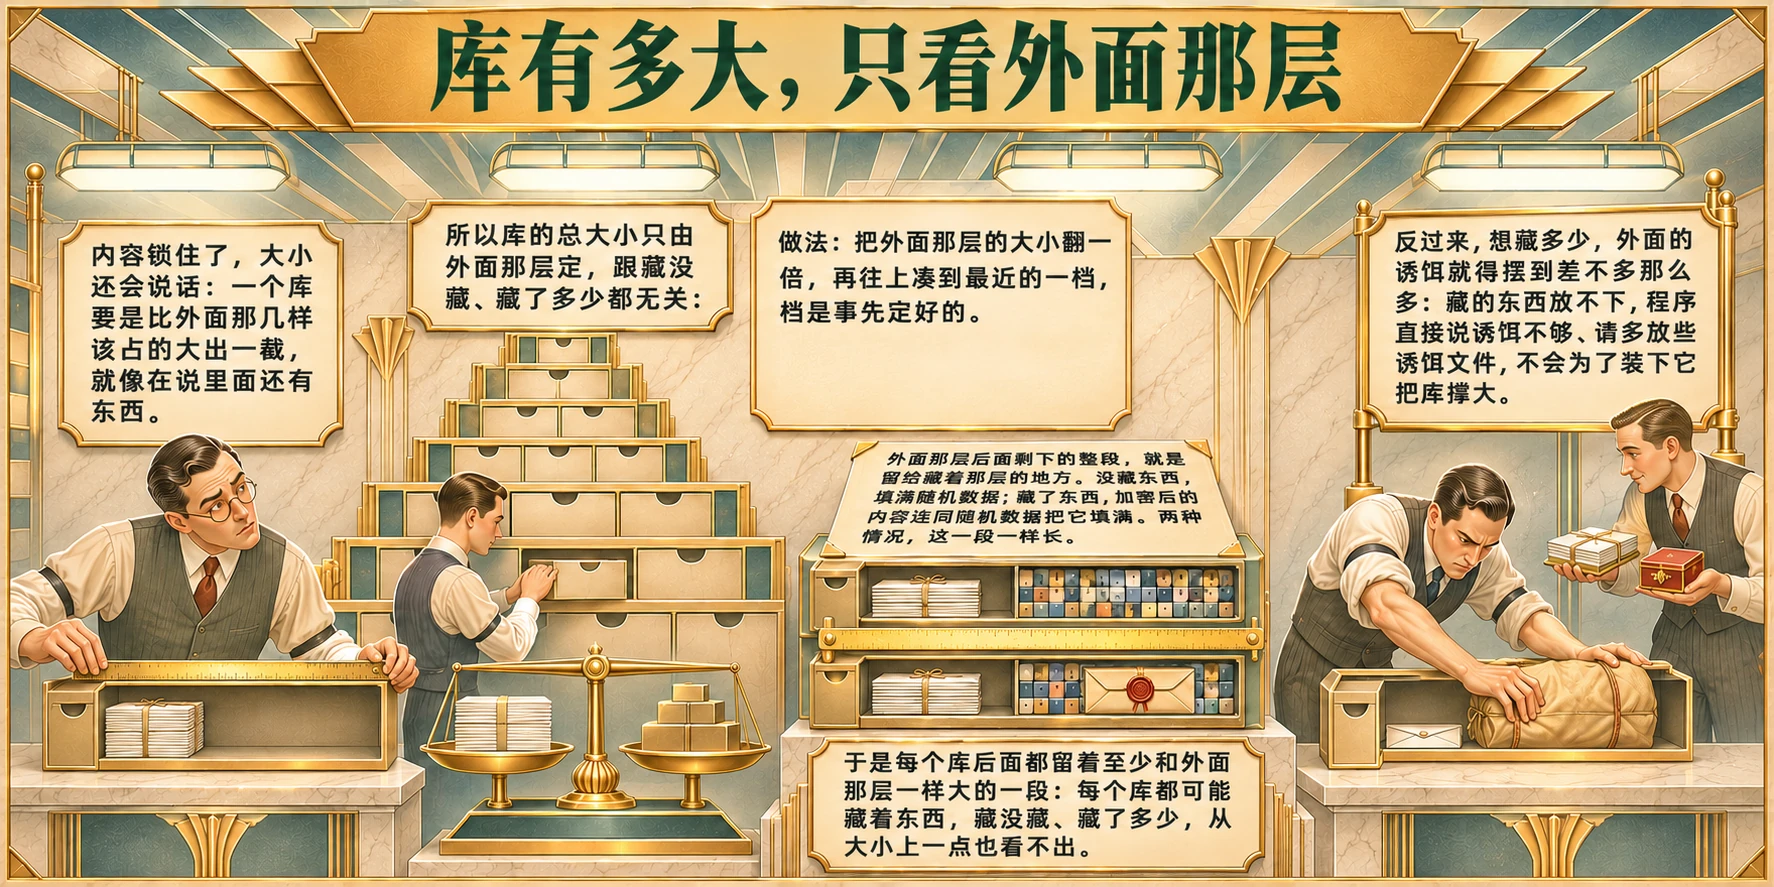 库有多大，只看外面那层
内容锁住了，大小
还会说话：一个库
要是比外面那几样
该占的大出一截，
就像在说里面还有
东西。
所以库的总大小只由
外面那层定，跟藏没
藏、藏了多少都无关：
做法：把外面那层的大小翻一
倍，再往上凑到最近的一档，
档是事先定好的。
外面那层后面剩下的整段，就是
留给藏着那层的地方。没藏东西，
填满随机数据；藏了东西，加密后的
内容连同随机数据把它填满。两种
情况，这一段一样长。
于是每个库后面都留着至少和外面
那层一样大的一段：每个库都可能
藏着东西，藏没藏、藏了多少，从
大小上一点也看不出。
反过来，想藏多少，外面的
诱饵就得摆到差不多那么
多：藏的东西放不下，程序
直接说诱饵不够、请多放些
诱饵文件，不会为了装下它
把库撑大。